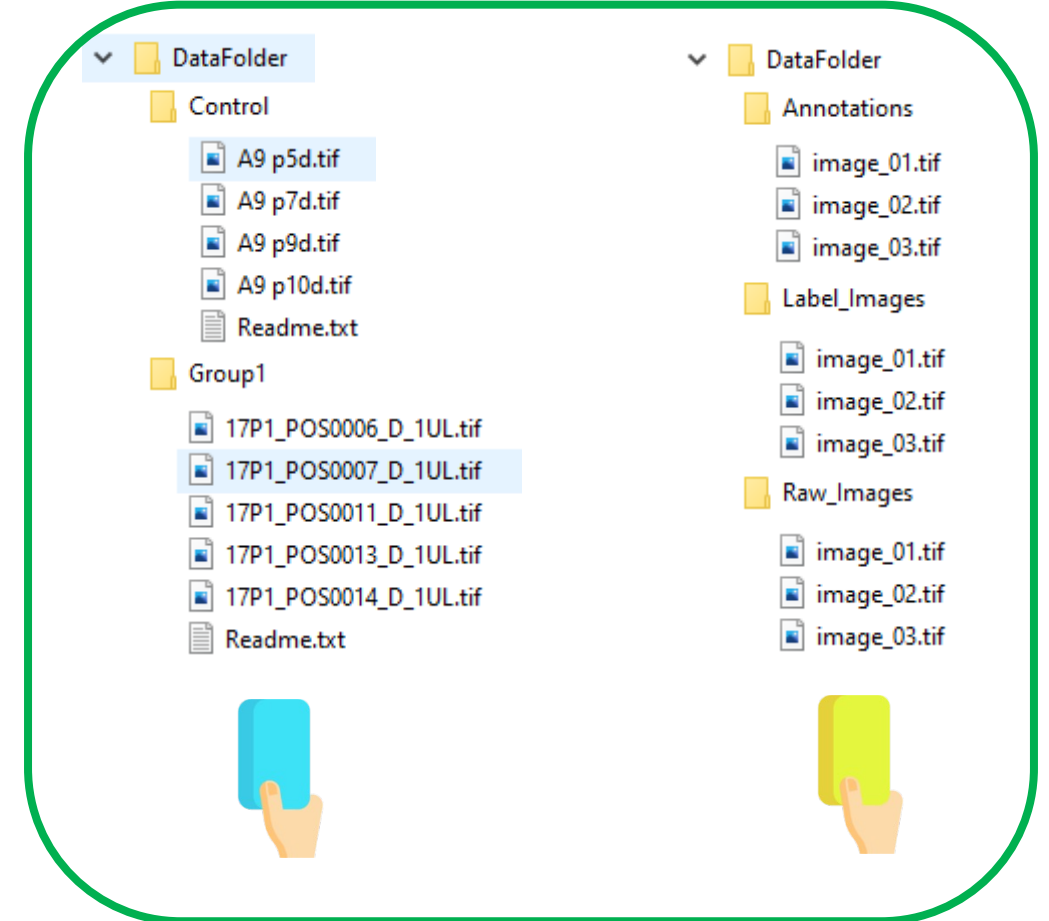 DataFolder
Control
A9 p5d.tif
A9 p7d.tif
A9 p9d.tif
A9 p10d.tif
Readme.txt
Group1
17P1_POS0006_D_1UL.tif
17P1_POS0007_D_1UL.tif
17P1_POS0011_D_1UL.tif
17P1_POS0013_D_1UL.tif
17P1_POS0014_D_1UL.tif
Readme.txt
DataFolder
Annotations
image_01.tif
image_02.tif
image_03.tif
Label_Images
image_01.tif
image_02.tif
image_03.tif
Raw_Images
image_01.tif
image_02.tif
image_03.tif